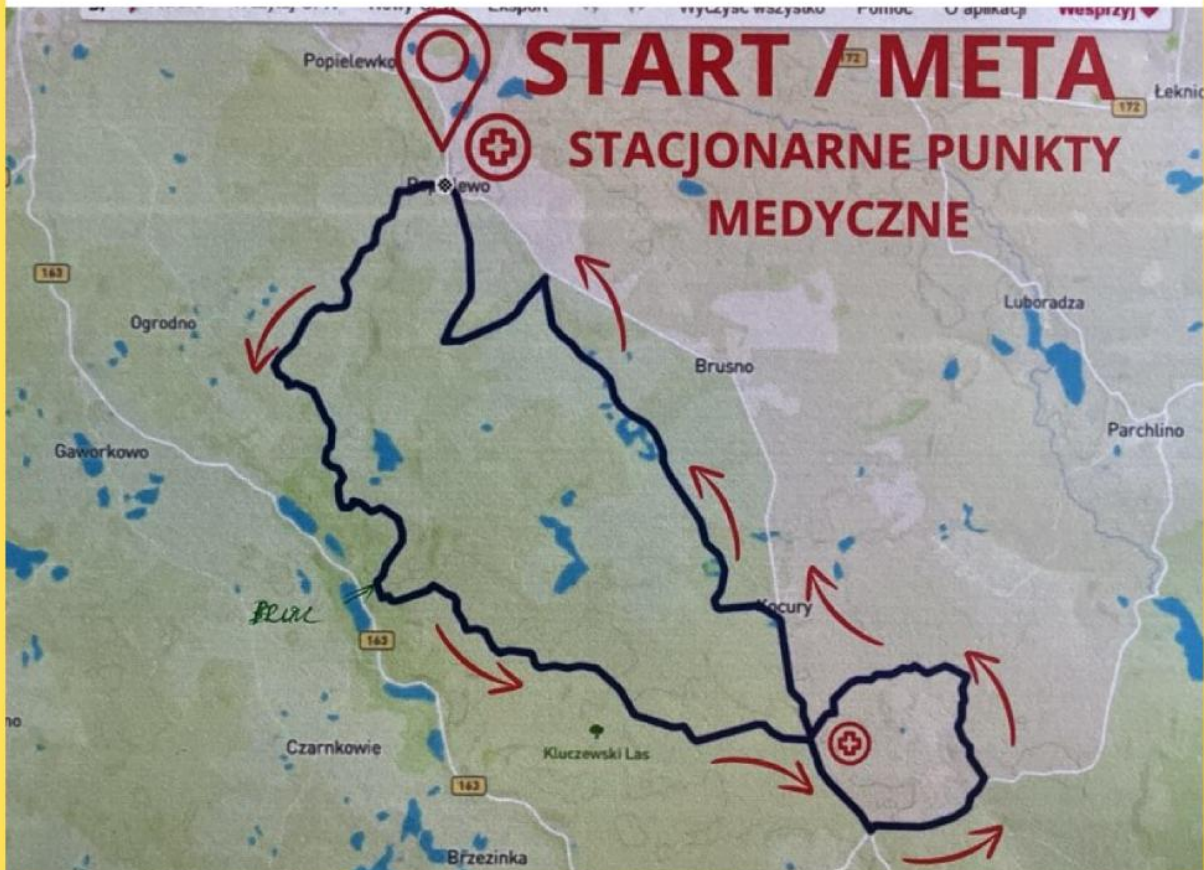 Wyczyść wszystko Pomoc O aplikacji Wesprzyj
START / META
STACJONARNE PUNKTY
MEDYCZNE
Popielewko
172
172
Popielewo
163
Ogrodno
Luboradza
Brusno
Parchlino
Gaworkowo
Kocury
163
Czarnkowie
Kluczewski Las
163
Brzezinka